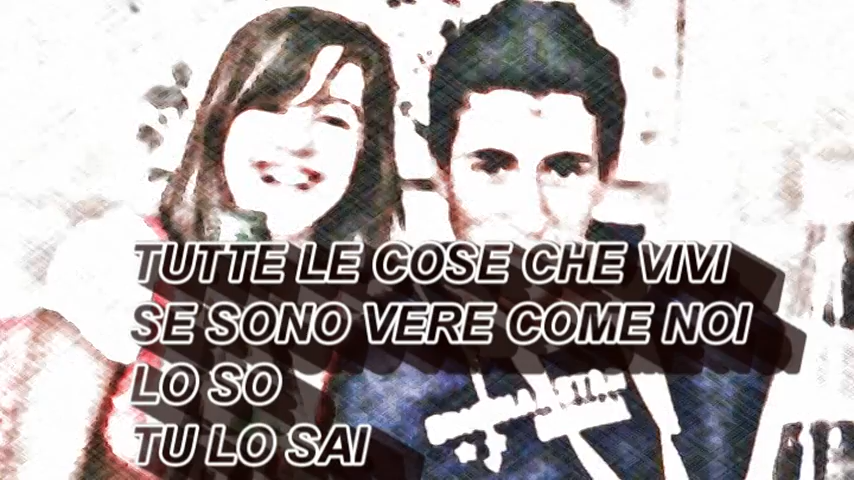 TUTTE LE COSE CHE VIVI
SE SONO VERE COME NOI
LO SO
TU LO SAI